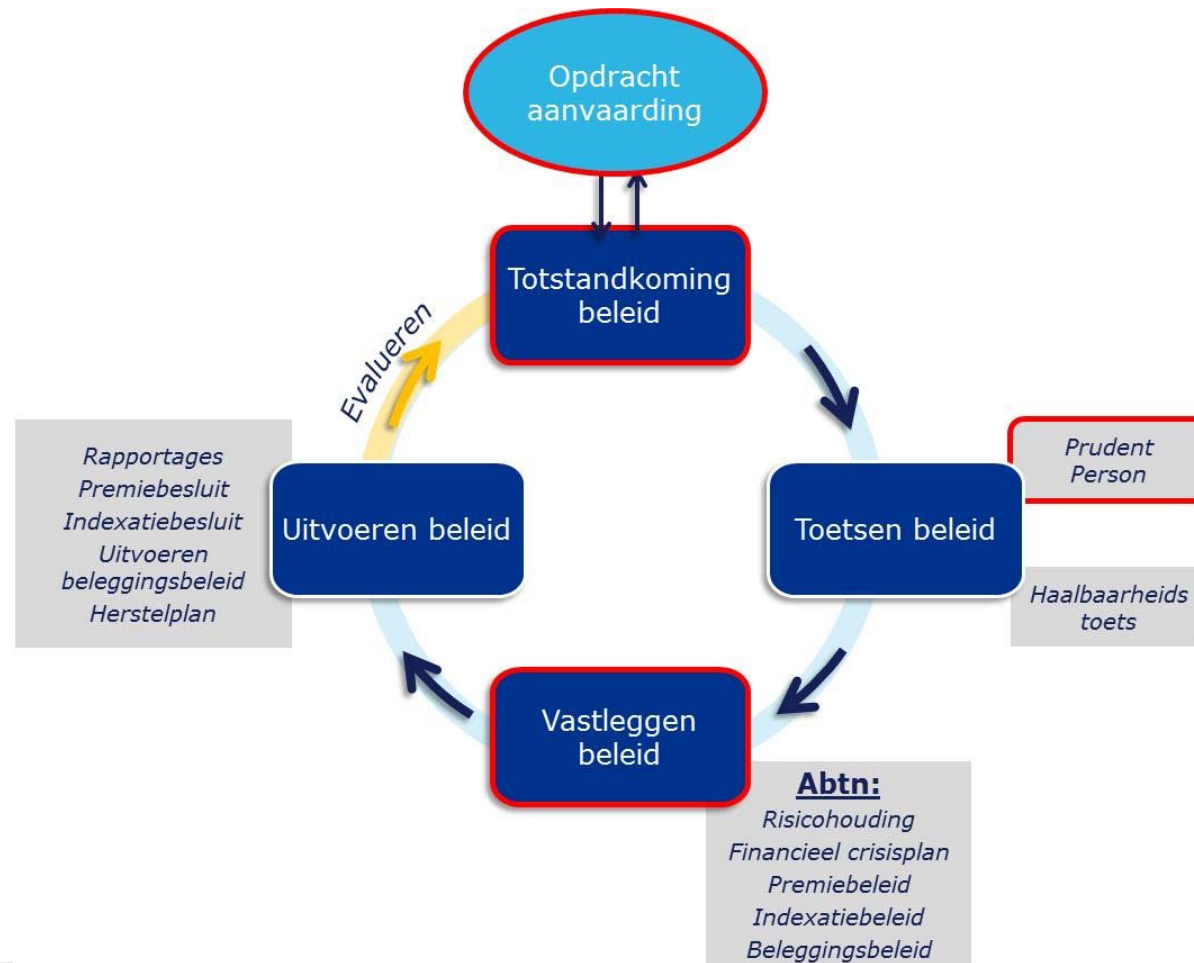 Opdracht
aanvaarding
Totstandkoming
beleid
Evalueren
Prudent
Person
Toetsen beleid
Haalbaarheids
toets
Vastleggen
beleid
Abtn:
Risicohouding
Financieel crisisplan
Premiebeleid
Indexatiebeleid
Beleggingsbeleid
Uitvoeren beleid
Rapportages
Premiebesluit
Indexatiebesluit
Uitvoeren
beleggingsbeleid
Herstelplan